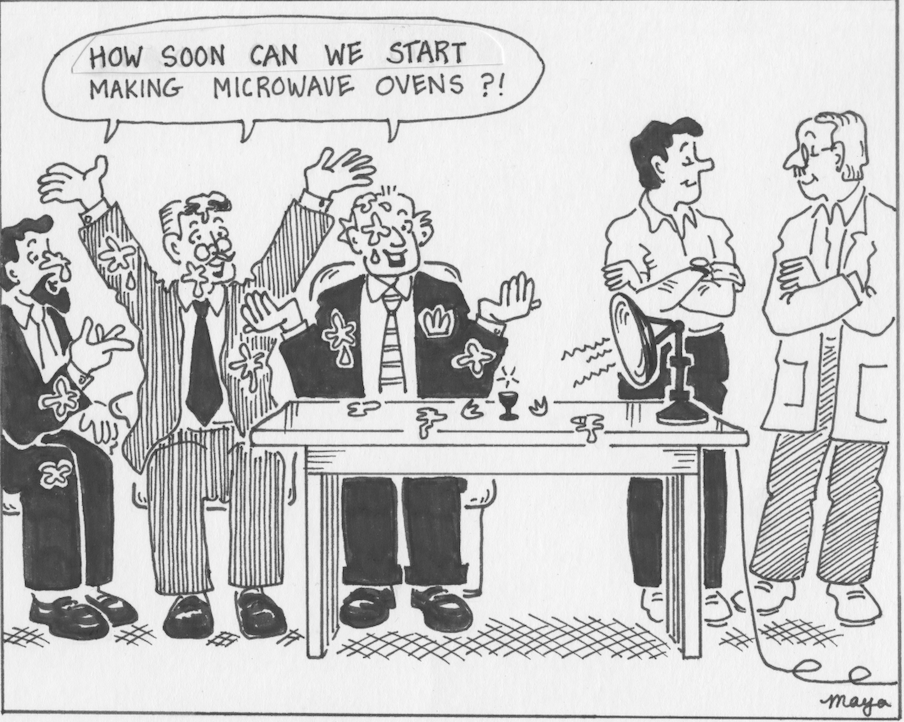 HOW SOON CAN WE START
MAKING MICROWAVE OVENS ?!
maya